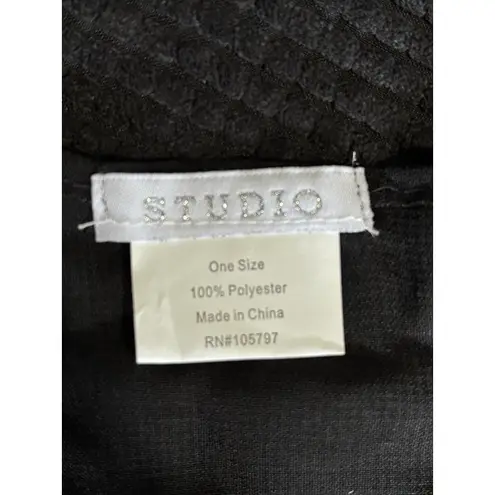 STUDIO
One Size
100% Polyester
Made in China
RN#105797